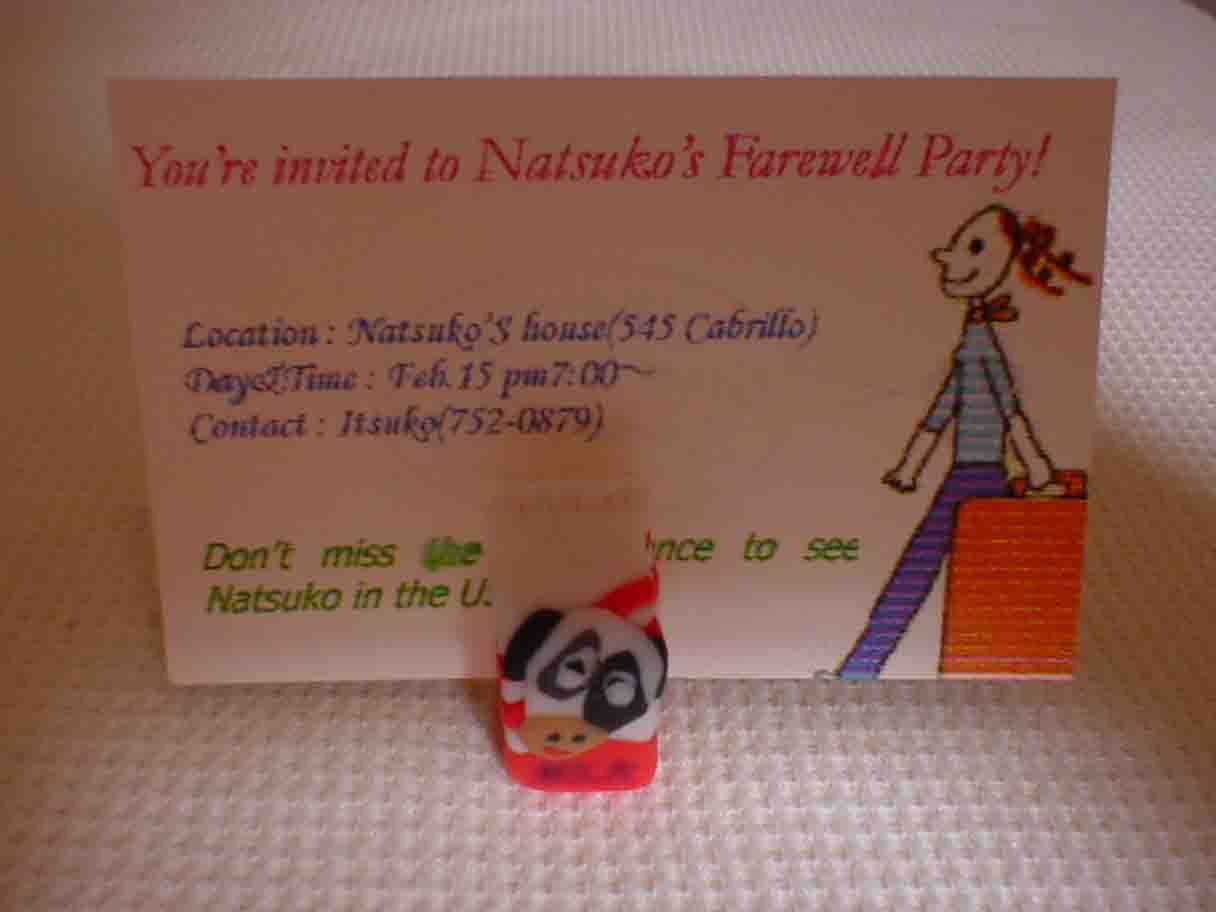 You're invited to Natsuko's Farewell Party!
Location : Natsuko'S house(545 Cabrillo)
Day&Time : Feb.15 pm7:00~
Contact : Itsuko(752-0879)
Don't miss the to see
Natsuko in the U.